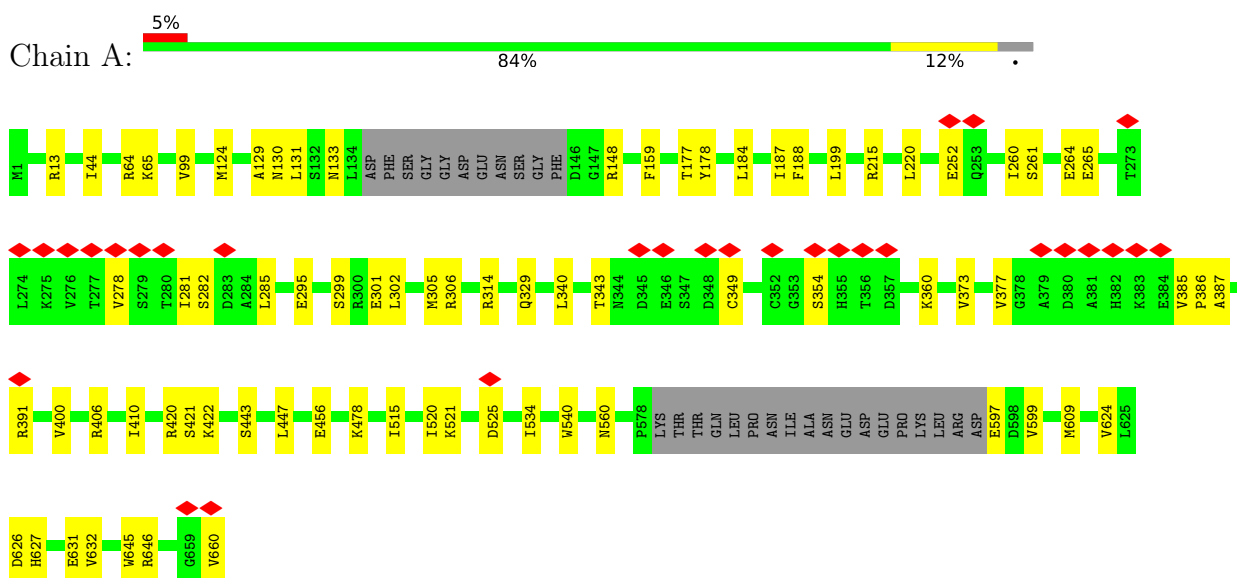 5%
Chain A:
84% 12% •
M1 R13 I44 R64 K65 V99 M124 A129 N130 L131 S132 N133 L134 ASP PHE SER GLY GLY ASP GLU ASN SER GLY PHE D146 G147 R148 F159 T177 Y178 L184 I187 F188 L199 R215 L220 E252 Q253 I260 S261 E264 E265 T273
L274 K275 V276 T277 V278 S279 T280 I281 S282 D283 A284 L285 E295 S299 R300 E301 L302 M305 R306 R314 Q329 L340 T343 N344 D345 E346 S347 D348 C349 C352 G353 S354 H355 T356 D357 K360 V373 V377 G378 A379 D380 A381 H382 K383 E384 V385 P386 A387
R391 V400 R406 I410 R420 S421 K422 S443 L447 E456 K478 I515 I520 K521 D525 I534 W540 N560 P578 LYS THR THR GLN LEU PRO ASN ILE ALA ASN GLU ASP GLU PRO LYS LEU ARG ASP E597 D598 V599 M609 V624 L625
D626 H627 E631 V632 W645 R646 G659 V660